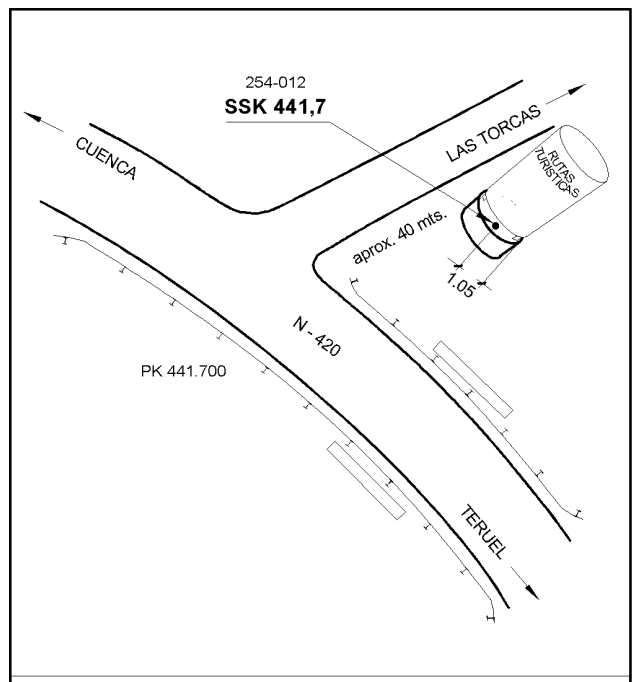 254-012
SSK 441,7
CUENCA
LAS TORCAS
RUTAS
TURISTICAS
aprox. 40 mts.
1.05
N - 420
PK 441.700
TERUEL